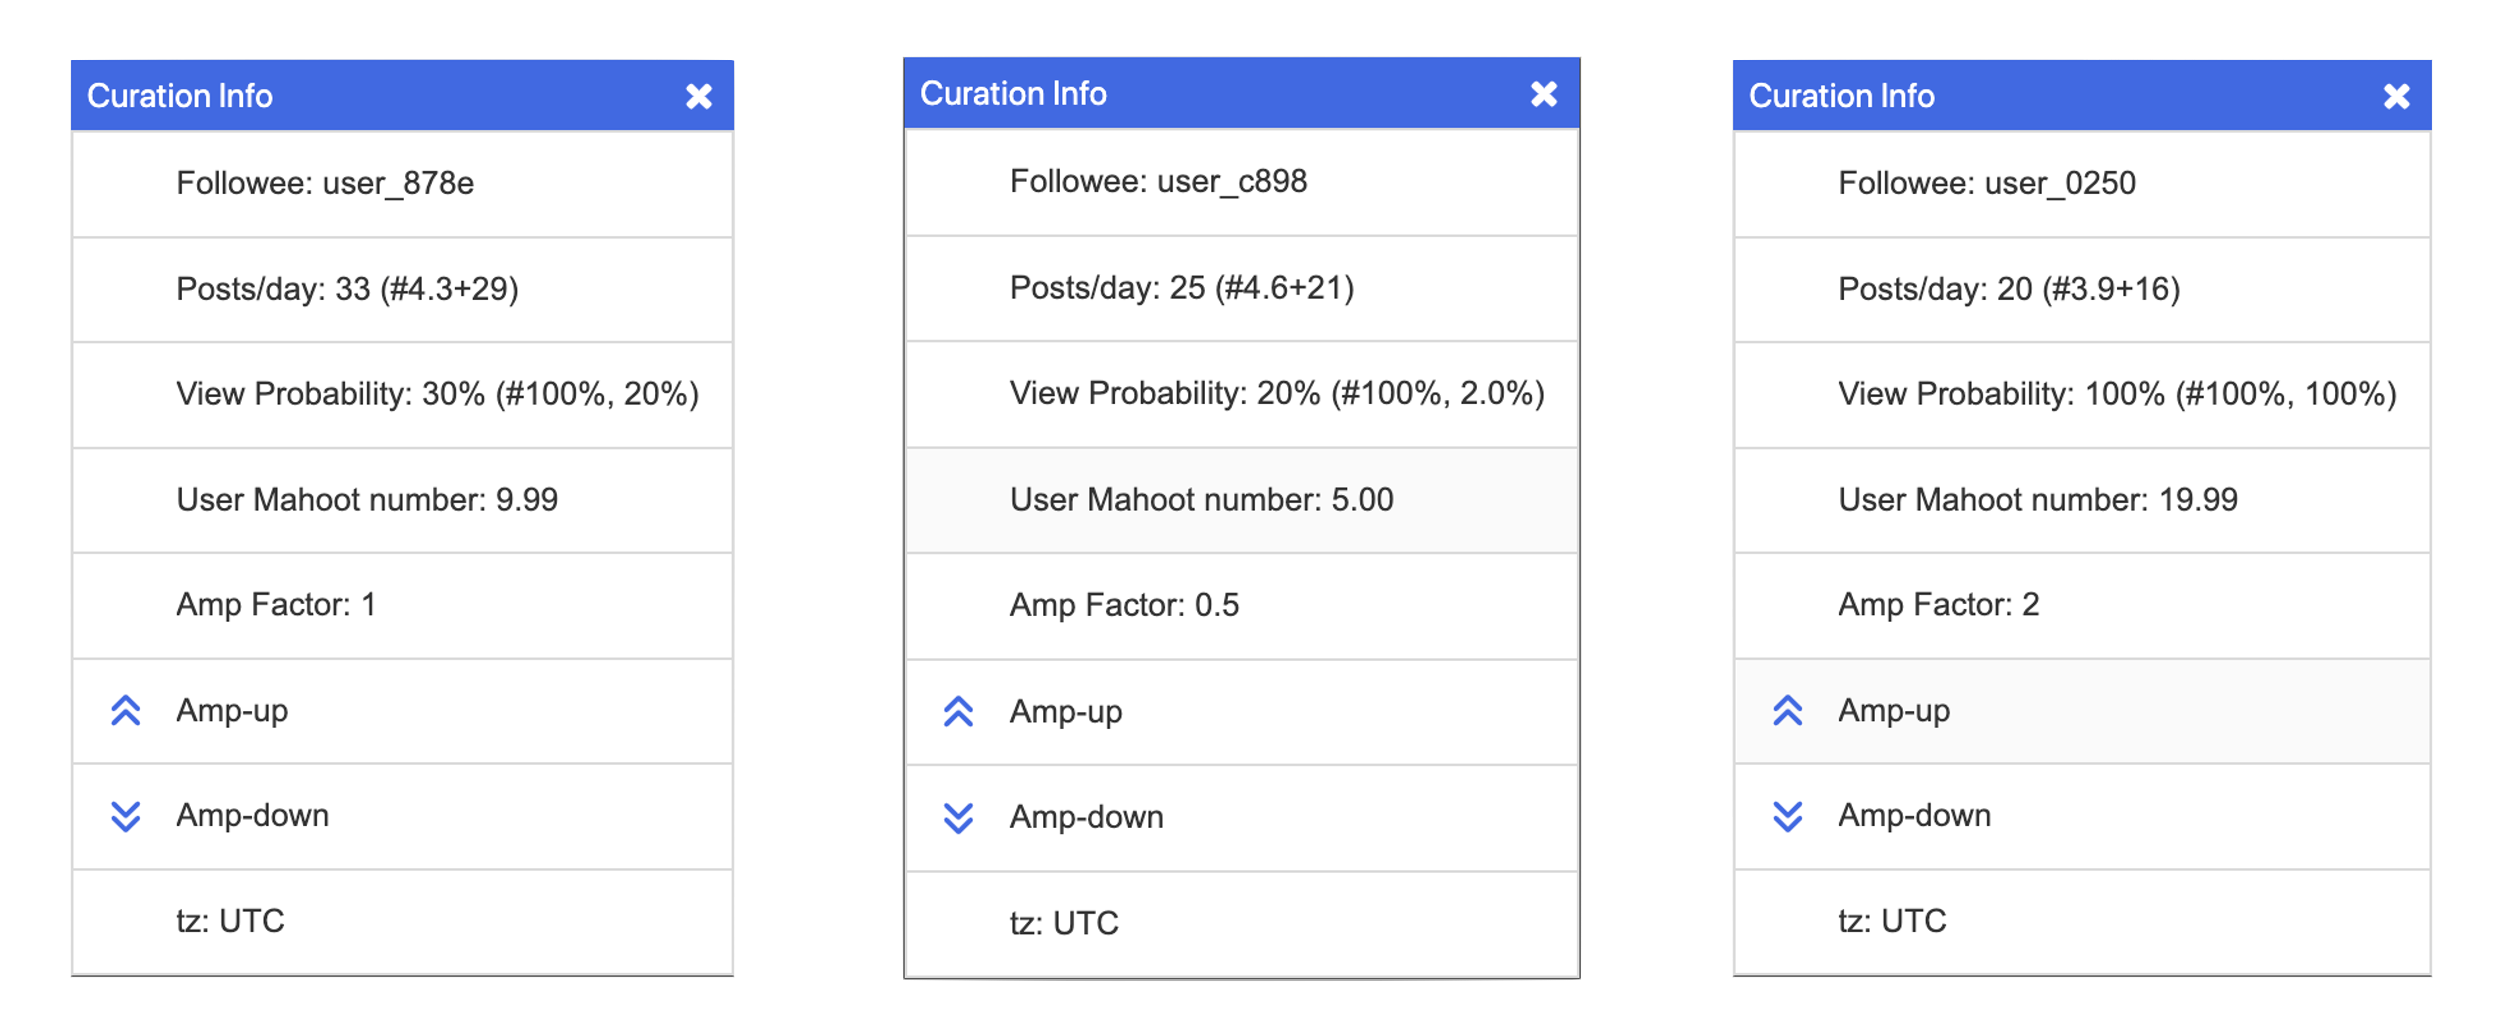 Curation Info
Followee: user_878e
Posts/day: 33 (#4.3+29)
View Probability: 30% (#100%, 20%)
User Mahoot number: 9.99
Amp Factor: 1
Amp-up
Amp-down
tz: UTC
Curation Info
Followee: user_c898
Posts/day: 25 (#4.6+21)
View Probability: 20% (#100%, 2.0%)
User Mahoot number: 5.00
Amp Factor: 0.5
Amp-up
Amp-down
tz: UTC
Curation Info
Followee: user_0250
Posts/day: 20 (#3.9+16)
View Probability: 100% (#100%, 100%)
User Mahoot number: 19.99
Amp Factor: 2
Amp-up
Amp-down
tz: UTC